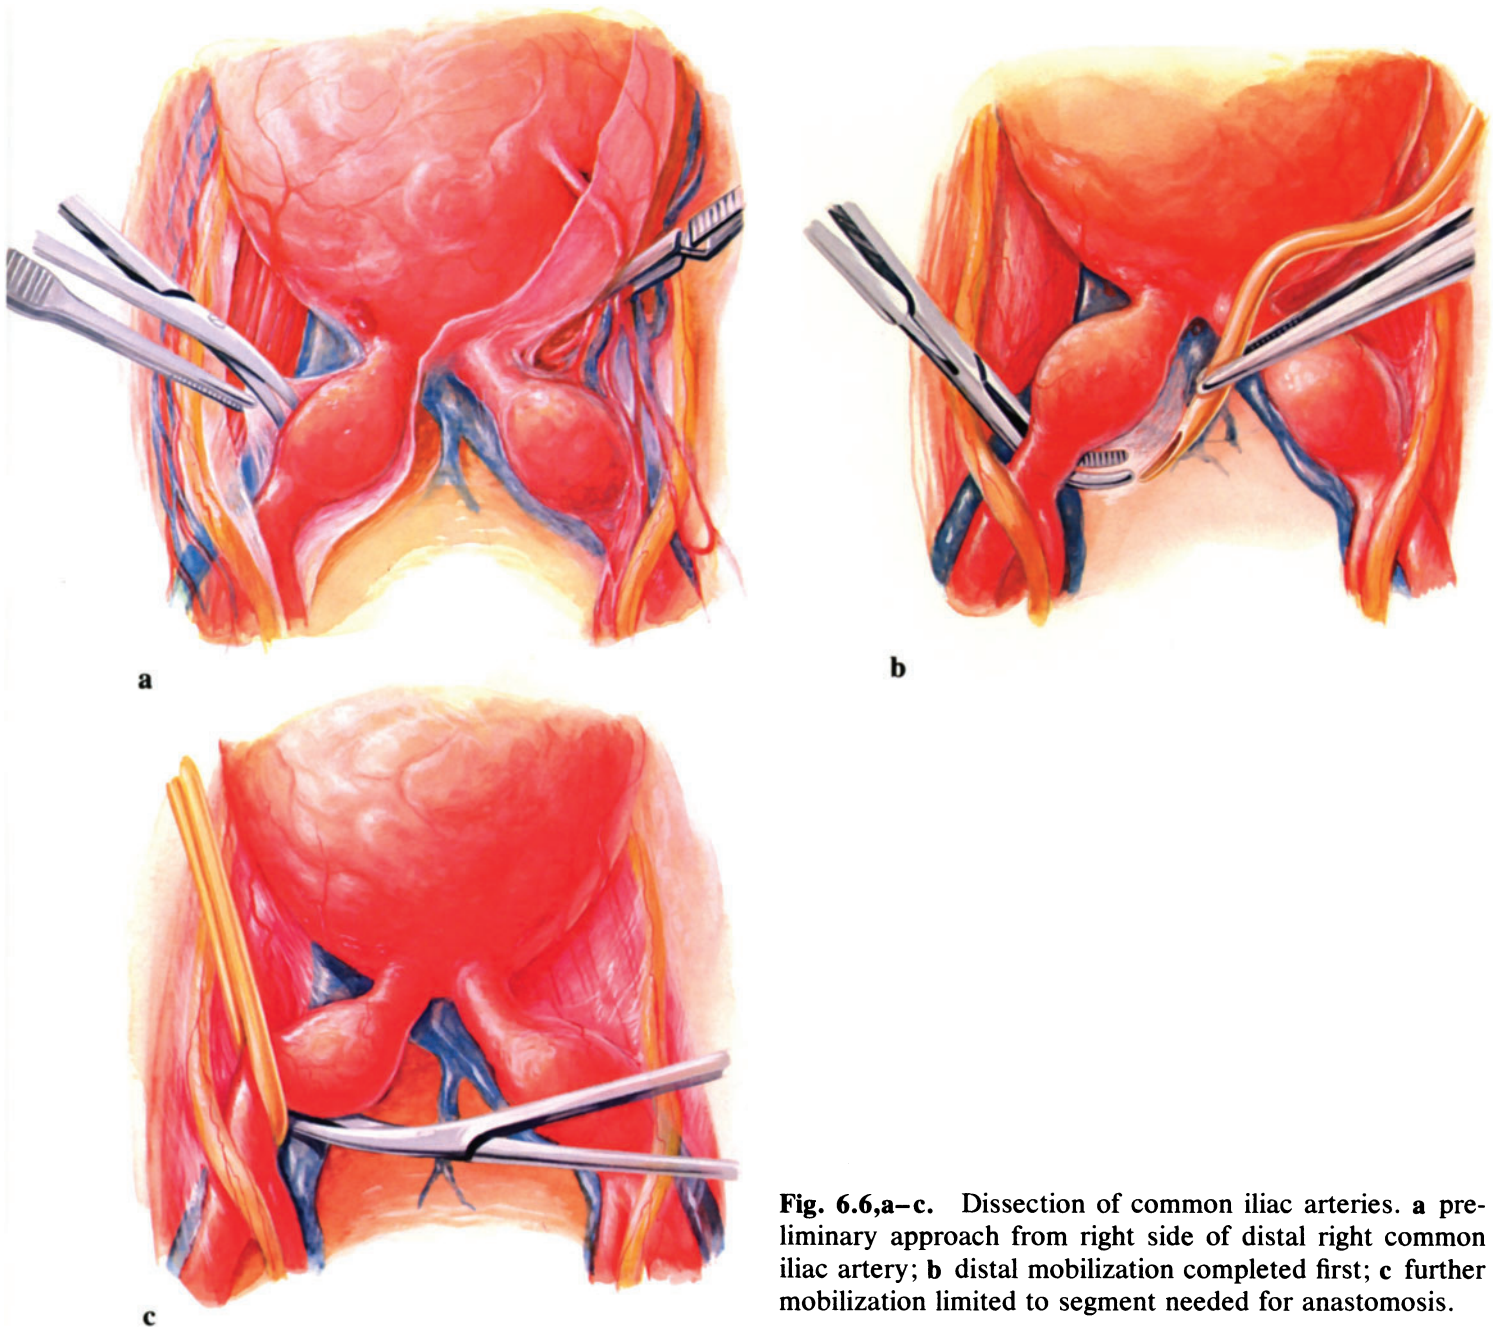 a
b
c
Fig. 6.6,a–c. Dissection of common iliac arteries. a pre-
liminary approach from right side of distal right common
iliac artery; b distal mobilization completed first; c further
mobilization limited to segment needed for anastomosis.